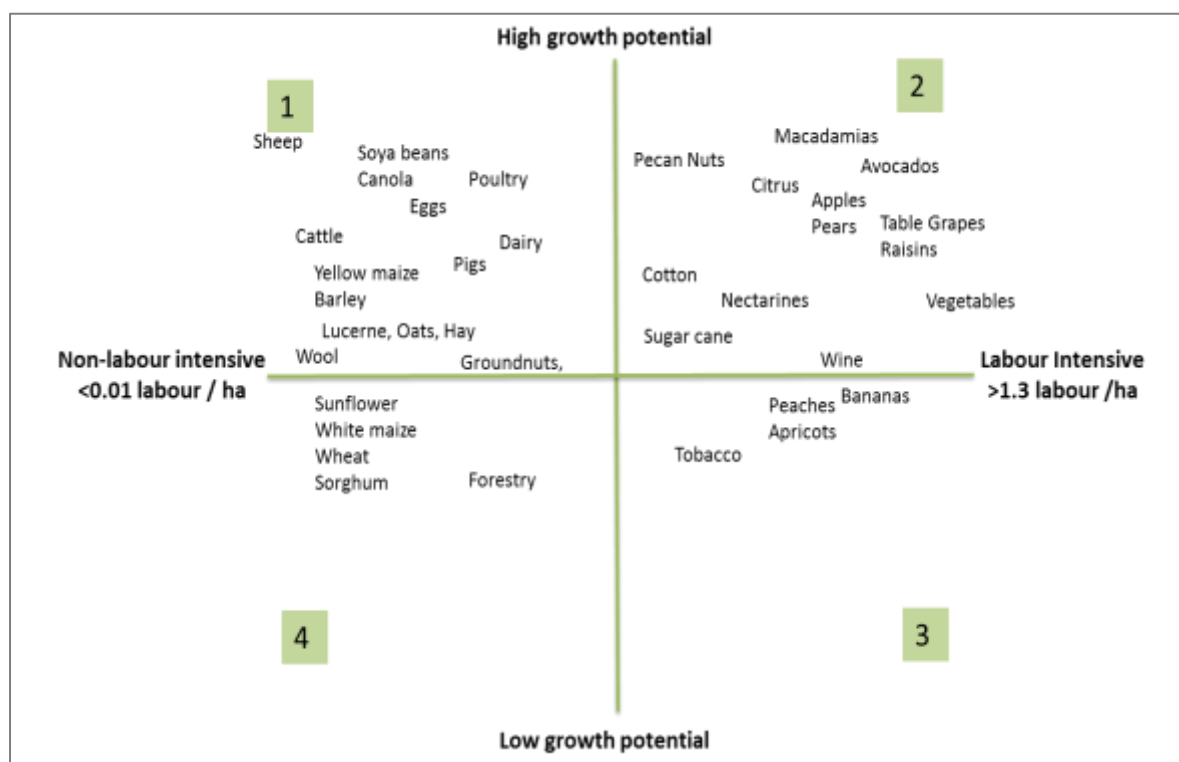 High growth potential
1
2
Sheep
Macadamias
Soya beans
Pecan Nuts
Avocados
Canola
Poultry
Citrus
Eggs
Apples
Pears
Table Grapes
Raisins
Cattle
Dairy
Pigs
Yellow maize
Barley
Cotton
Nectarines
Vegetables
Lucerne, Oats, Hay
Sugar cane
Wool
Groundnuts,
Wine
Non-labour intensive
<0.01 labour / ha
Labour Intensive
>1.3 labour /ha
Sunflower
White maize
Wheat
Sorghum
Forestry
Peaches
Bananas
Apricots
Tobacco
4
3
Low growth potential